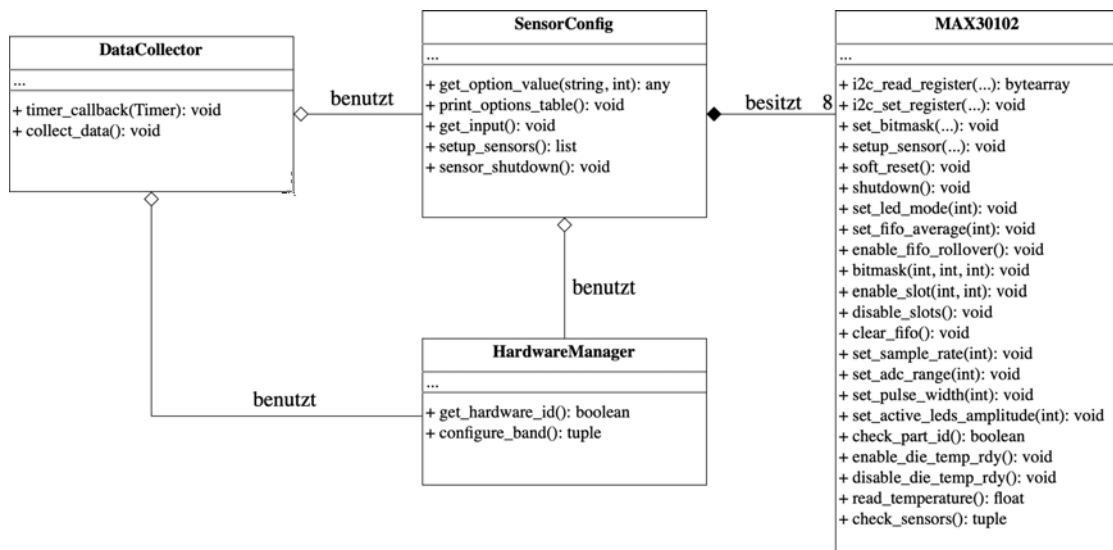 DataCollector
...
+ timer_callback(Timer): void
+ collect_data(): void
benutzt
SensorConfig
...
+ get_option_value(string, int): any
+ print_options_table(): void
+ get_input(): void
+ setup_sensors(): list
+ sensor_shutdown(): void
besitzt 8
MAX30102
...
+ i2c_read_register(...): bytearray
+ i2c_set_register(...): void
+ set_bitmask(...): void
+ setup_sensor(...): void
+ soft_reset(): void
+ shutdown(): void
+ set_led_mode(int): void
+ set_fifo_average(int): void
+ enable_fifo_rollover(): void
+ bitmask(int, int, int): void
+ enable_slot(int, int): void
+ disable_slots(): void
+ clear_fifo(): void
+ set_sample_rate(int): void
+ set_adc_range(int): void
+ set_pulse_width(int): void
+ set_active_leds_amplitude(int): void
+ check_part_id(): boolean
+ enable_die_temp_rdy(): void
+ disable_die_temp_rdy(): void
+ read_temperature(): float
+ check_sensors(): tuple
benutzt
benutzt
HardwareManager
...
+ get_hardware_id(): boolean
+ configure_band(): tuple